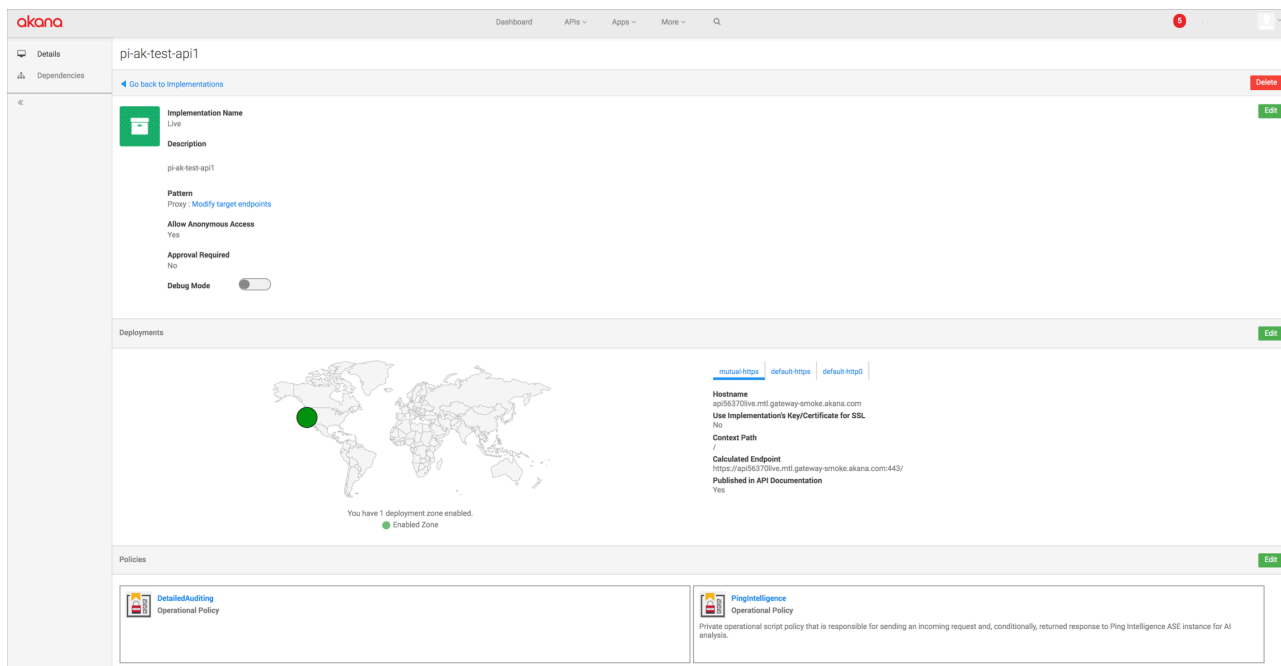 akana
Dashboard
APIs
Apps
More
5
Details
Dependencies
pi-ak-test-api1
Go back to Implementations
Delete
Edit
Implementation Name
Live
Description
pi-ak-test-api1
Pattern
Proxy : Modify target endpoints
Allow Anonymous Access
Yes
Approval Required
No
Debug Mode
Deployments
Edit
You have 1 deployment zone enabled.
Enabled Zone
mutual-https
default-https
default-http0
Hostname
api56370live.mtl.gateway-smoke.akana.com
Use Implementation's Key/Certificate for SSL
No
Context Path
/
Calculated Endpoint
https://api56370live.mtl.gateway-smoke.akana.com:443/
Published in API Documentation
Yes
Policies
Edit
DetailedAuditing
Operational Policy
PingIntelligence
Operational Policy
Private operational script policy that is responsible for sending an incoming request and, conditionally, returned response to Ping Intelligence ASE instance for AI
analysis.